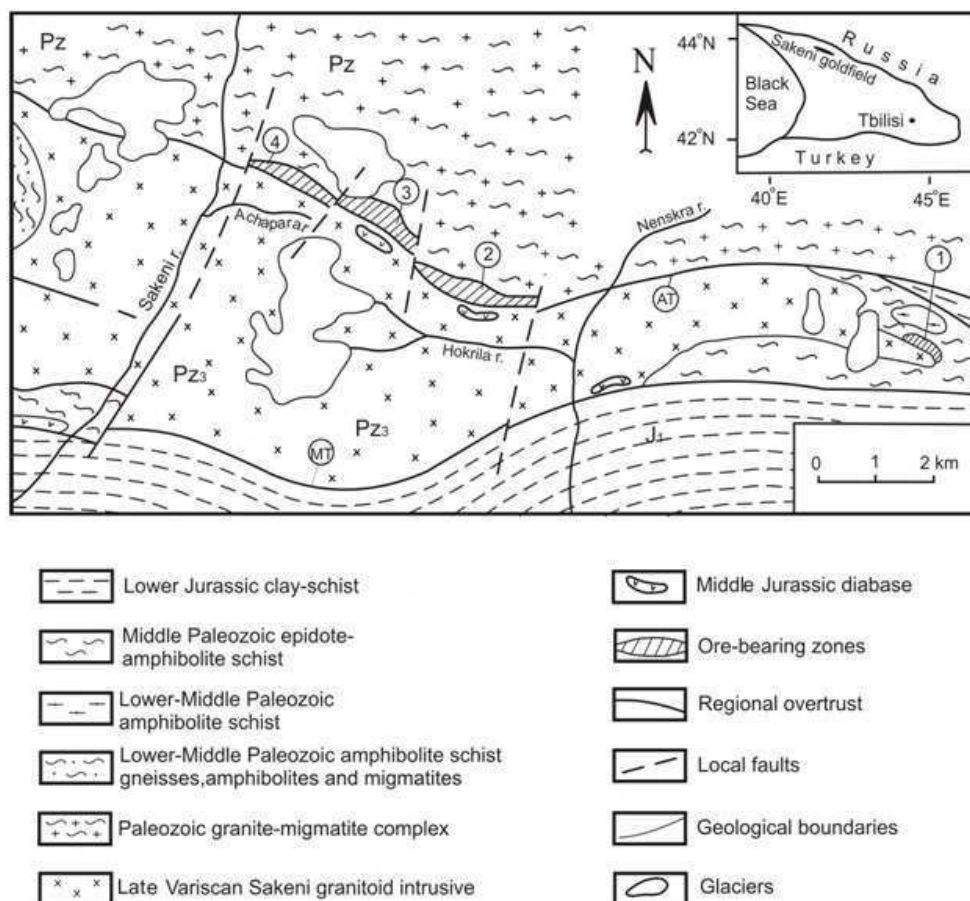 Pz
Pz
N
44°N
Russia
Sakeni goldfield
Black
Sea
Tbilisi
42°N
Turkey
40°E
45°E
4
3
2
1
Achapara r.
Nenskra r.
Sakeni r.
AT
Hokrila r.
Pz3
Pz3
MT
J1
0 1 2 km
Lower Jurassic clay-schist
Middle Paleozoic epidote-
amphibolite schist
Lower-Middle Paleozoic
amphibolite schist
Lower-Middle Paleozoic amphibolite schist
gneisses,amphibolites and migmatites
Paleozoic granite-migmatite complex
Late Variscan Sakeni granitoid intrusive
Middle Jurassic diabase
Ore-bearing zones
Regional overtrust
Local faults
Geological boundaries
Glaciers